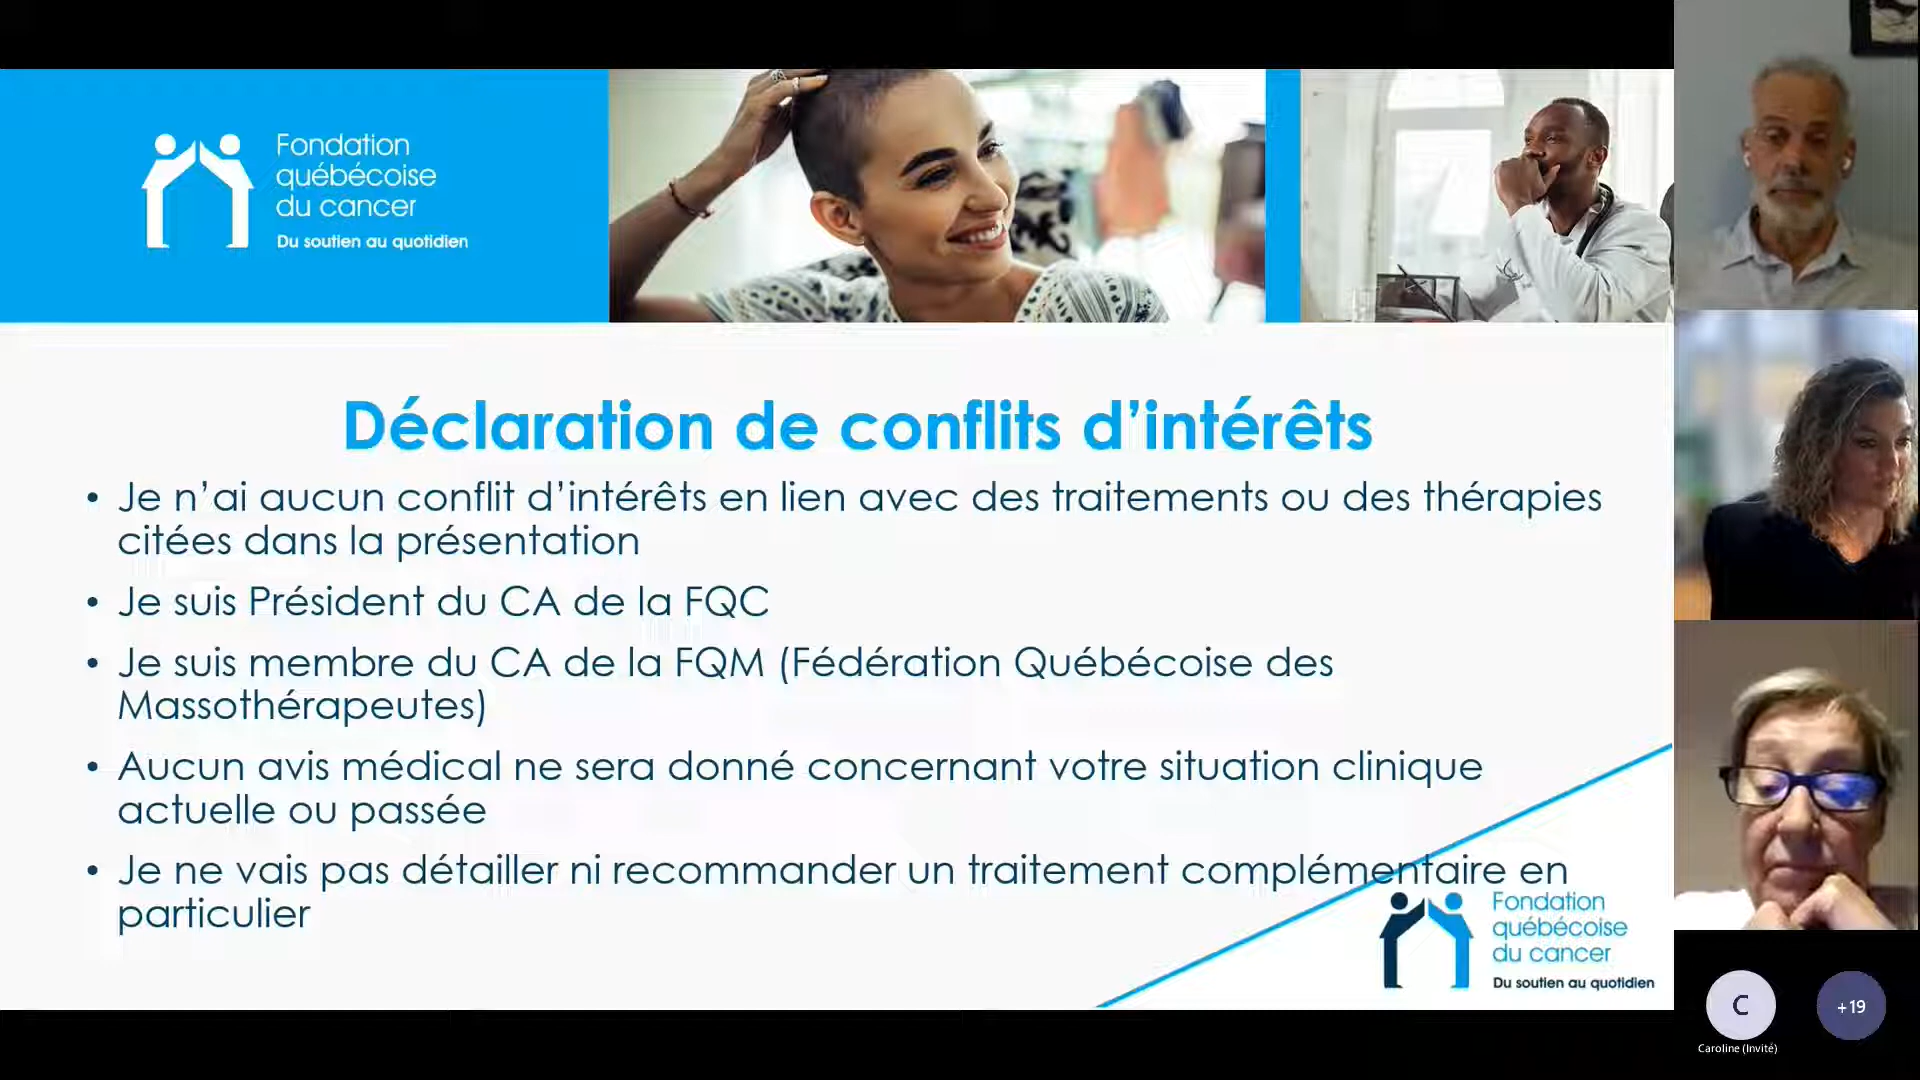 Fondation
québécoise
du cancer
Du soutien au quotidien
Déclaration de conflits d’intérêts
• Je n’ai aucun conflit d’intérêts en lien avec des traitements ou des thérapies
citées dans la présentation
• Je suis Président du CA de la FQC
• Je suis membre du CA de la FQM (Fédération Québécoise des
Massothérapeutes)
• Aucun avis médical ne sera donné concernant votre situation clinique
actuelle ou passée
• Je ne vais pas détailler ni recommander un traitement complémentaire en
particulier
Fondation
québécoise
du cancer
Du soutien au quotidien
C
+19
Caroline (Invité)